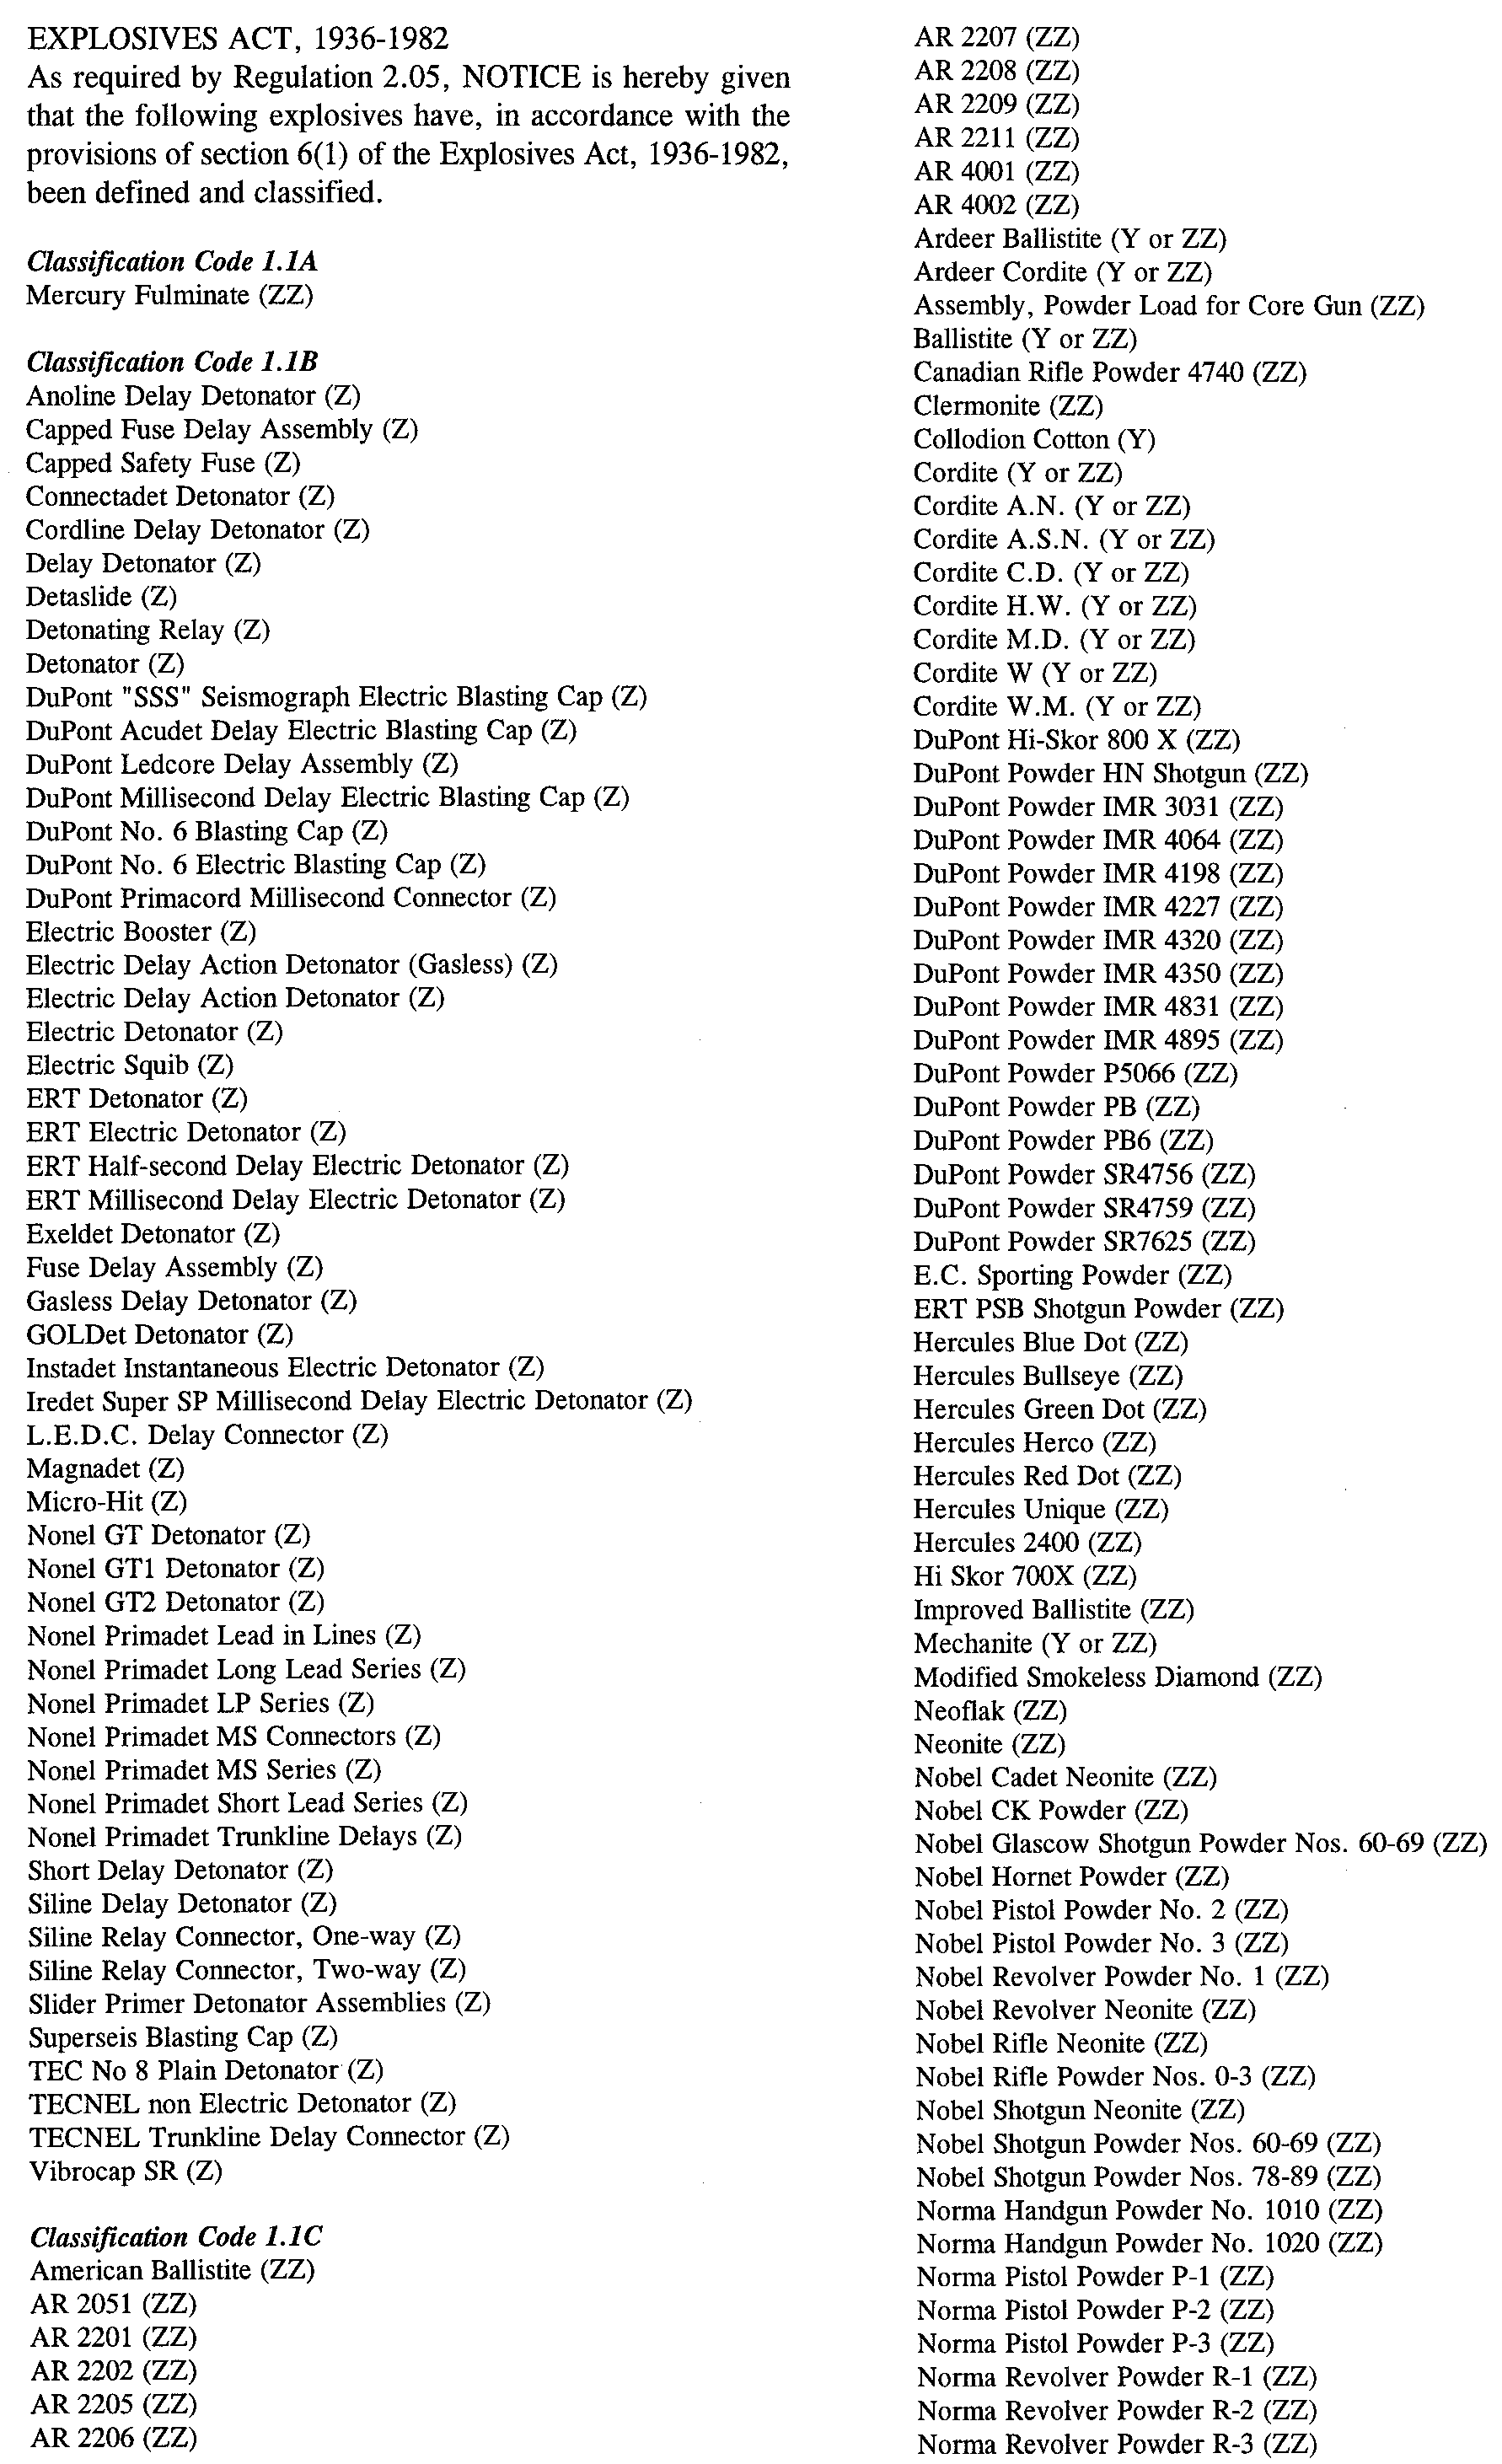 EXPLOSIVES ACT, 1936-1982
As required by Regulation 2.05, NOTICE is hereby given
that the following explosives have, in accordance with the
provisions of section 6(1) of the Explosives Act, 1936-1982,
been defined and classified.
Classification Code 1.1A
Mercury Fulminate (ZZ)
Classification Code 1.1B
Anoline Delay Detonator (Z)
Capped Fuse Delay Assembly (Z)
Capped Safety Fuse (Z)
Connectadet Detonator (Z)
Cordline Delay Detonator (Z)
Delay Detonator (Z)
Detaslide (Z)
Detonating Relay (Z)
Detonator (Z)
DuPont "SSS" Seismograph Electric Blasting Cap (Z)
DuPont Acudet Delay Electric Blasting Cap (Z)
DuPont Ledcore Delay Assembly (Z)
DuPont Millisecond Delay Electric Blasting Cap (Z)
DuPont No. 6 Blasting Cap (Z)
DuPont No. 6 Electric Blasting Cap (Z)
DuPont Primacord Millisecond Connector (Z)
Electric Booster (Z)
Electric Delay Action Detonator (Gasless) (Z)
Electric Delay Action Detonator (Z)
Electric Detonator (Z)
Electric Squib (Z)
ERT Detonator (Z)
ERT Electric Detonator (Z)
ERT Half-second Delay Electric Detonator (Z)
ERT Millisecond Delay Electric Detonator (Z)
Exeldet Detonator (Z)
Fuse Delay Assembly (Z)
Gasless Delay Detonator (Z)
GOLDet Detonator (Z)
Instadet Instantaneous Electric Detonator (Z)
Iredet Super SP Millisecond Delay Electric Detonator (Z)
L.E.D.C. Delay Connector (Z)
Magnadet (Z)
Micro-Hit (Z)
Nonel GT Detonator (Z)
Nonel GT1 Detonator (Z)
Nonel GT2 Detonator (Z)
Nonel Primadet Lead in Lines (Z)
Nonel Primadet Long Lead Series (Z)
Nonel Primadet LP Series (Z)
Nonel Primadet MS Connectors (Z)
Nonel Primadet MS Series (Z)
Nonel Primadet Short Lead Series (Z)
Nonel Primadet Trunkline Delays (Z)
Short Delay Detonator (Z)
Siline Delay Detonator (Z)
Siline Relay Connector, One-way (Z)
Siline Relay Connector, Two-way (Z)
Slider Primer Detonator Assemblies (Z)
Superseis Blasting Cap (Z)
TEC No 8 Plain Detonator (Z)
TECNEL non Electric Detonator (Z)
TECNEL Trunkline Delay Connector (Z)
Vibrocap SR (Z)
Classification Code 1.1C
American Ballistite (ZZ)
AR 2051 (ZZ)
AR 2201 (ZZ)
AR 2202 (ZZ)
AR 2205 (ZZ)
AR 2206 (ZZ)
AR 2207 (ZZ)
AR 2208 (ZZ)
AR 2209 (ZZ)
AR 2211 (ZZ)
AR 4001 (ZZ)
AR 4002 (ZZ)
Ardeer Ballistite (Y or ZZ)
Ardeer Cordite (Y or ZZ)
Assembly, Powder Load for Core Gun (ZZ)
Ballistite (Y or ZZ)
Canadian Rifle Powder 4740 (ZZ)
Clermonite (ZZ)
Collodion Cotton (Y)
Cordite (Y or ZZ)
Cordite A.N. (Y or ZZ)
Cordite A.S.N. (Y or ZZ)
Cordite C.D. (Y or ZZ)
Cordite H.W. (Y or ZZ)
Cordite M.D. (Y or ZZ)
Cordite W (Y or ZZ)
Cordite W.M. (Y or ZZ)
DuPont Hi-Skor 800 X (ZZ)
DuPont Powder HN Shotgun (ZZ)
DuPont Powder IMR 3031 (ZZ)
DuPont Powder IMR 4064 (ZZ)
DuPont Powder IMR 4198 (ZZ)
DuPont Powder IMR 4227 (ZZ)
DuPont Powder IMR 4320 (ZZ)
DuPont Powder IMR 4350 (ZZ)
DuPont Powder IMR 4831 (ZZ)
DuPont Powder IMR 4895 (ZZ)
DuPont Powder P5066 (ZZ)
DuPont Powder PB (ZZ)
DuPont Powder PB6 (ZZ)
DuPont Powder SR4756 (ZZ)
DuPont Powder SR4759 (ZZ)
DuPont Powder SR7625 (ZZ)
E.C. Sporting Powder (ZZ)
ERT PSB Shotgun Powder (ZZ)
Hercules Blue Dot (ZZ)
Hercules Bullseye (ZZ)
Hercules Green Dot (ZZ)
Hercules Herco (ZZ)
Hercules Red Dot (ZZ)
Hercules Unique (ZZ)
Hercules 2400 (ZZ)
Hi Skor 700X (ZZ)
Improved Ballistite (ZZ)
Mechanite (Y or ZZ)
Modified Smokeless Diamond (ZZ)
Neoflak (ZZ)
Neonite (ZZ)
Nobel Cadet Neonite (ZZ)
Nobel CK Powder (ZZ)
Nobel Glascow Shotgun Powder Nos. 60-69 (ZZ)
Nobel Hornet Powder (ZZ)
Nobel Pistol Powder No. 2 (ZZ)
Nobel Pistol Powder No. 3 (ZZ)
Nobel Revolver Powder No. 1 (ZZ)
Nobel Revolver Neonite (ZZ)
Nobel Rifle Neonite (ZZ)
Nobel Rifle Powder Nos. 0-3 (ZZ)
Nobel Shotgun Neonite (ZZ)
Nobel Shotgun Powder Nos. 60-69 (ZZ)
Nobel Shotgun Powder Nos. 78-89 (ZZ)
Norma Handgun Powder No. 1010 (ZZ)
Norma Handgun Powder No. 1020 (ZZ)
Norma Pistol Powder P-1 (ZZ)
Norma Pistol Powder P-2 (ZZ)
Norma Pistol Powder P-3 (ZZ)
Norma Revolver Powder R-1 (ZZ)
Norma Revolver Powder R-2 (ZZ)
Norma Revolver Powder R-3 (ZZ)